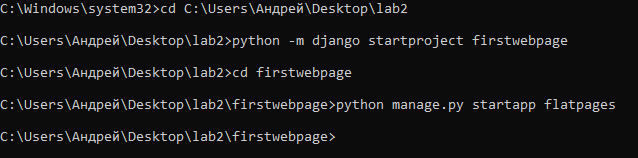 C:\Windows\system32>cd C:\Users\Андрей\Desktop\lab2
C:\Users\Андрей\Desktop\lab2>python -m django startproject firstwebpage
C:\Users\Андрей\Desktop\lab2>cd firstwebpage
C:\Users\Андрей\Desktop\lab2\firstwebpage>python manage.py startapp flatpages
C:\Users\Андрей\Desktop\lab2\firstwebpage>